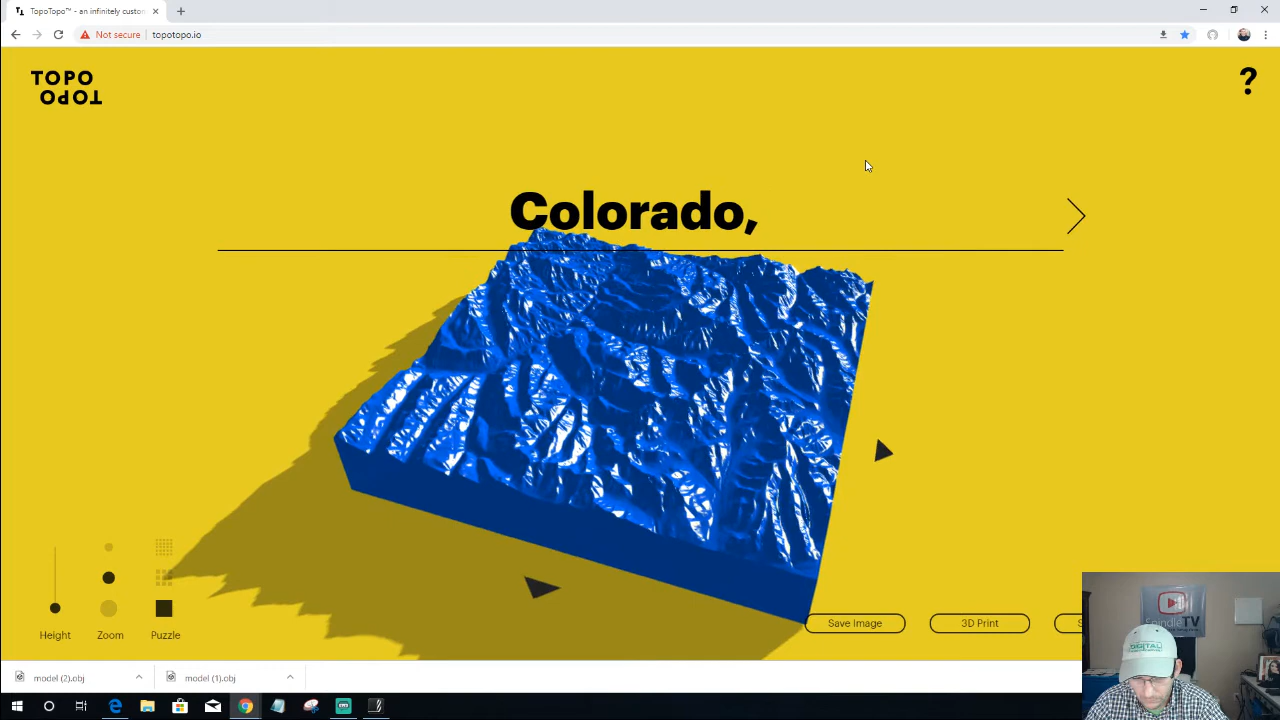 TopoTopo™ - an infinitely custom
Not secure
topotopo.io
TOPO
TOPO
?
Colorado,
Height
Zoom
Puzzle
Save Image
3D Print
model (2).obj
model (1).obj
DIGITAL